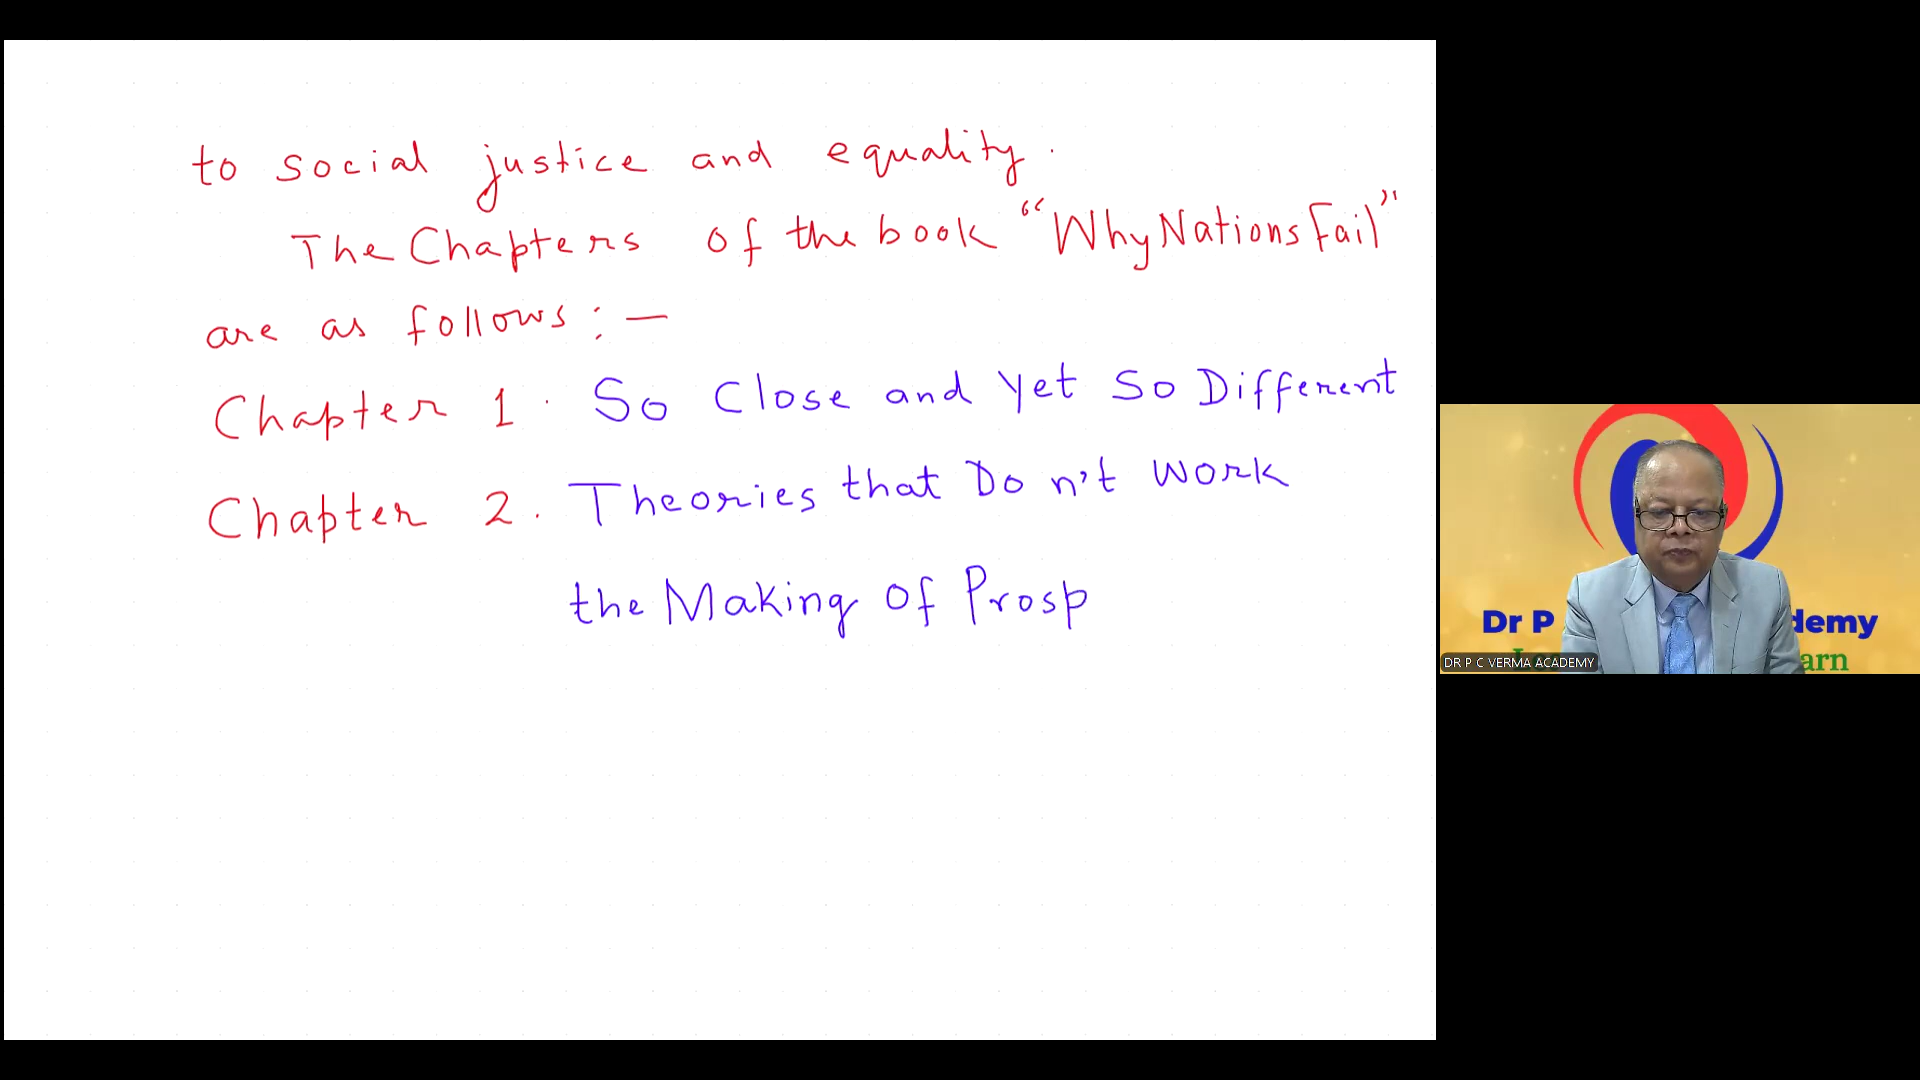 to social justice and equality.
The Chapters of the book "Why Nations Fail"
are as follows : —
Chapter 1. So Close and Yet So Different
Chapter 2. Theories that Do n't Work
the Making of Prosp
Dr P demy
arn
DR P C VERMA ACADEMY